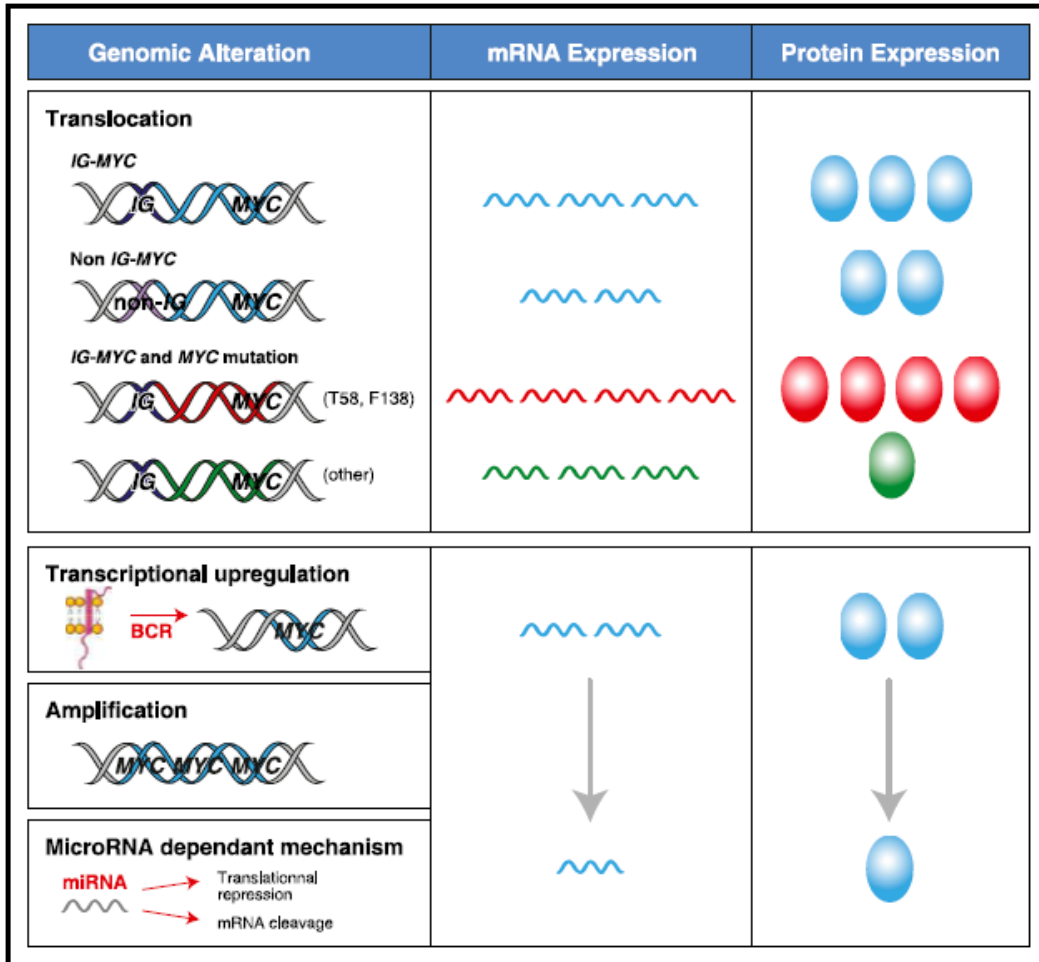 Genomic Alteration
mRNA Expression
Protein Expression
Translocation
IG-MYC
IG
MYC
Non IG-MYC
non-IG
MYC
IG-MYC and MYC mutation
IG
MYC
(T58, F138)
IG
MYC
(other)
Transcriptional upregulation
BCR
MYC
Amplification
MYC MYC MYC
MicroRNA dependant mechanism
miRNA
Translationnal
repression
mRNA cleavage